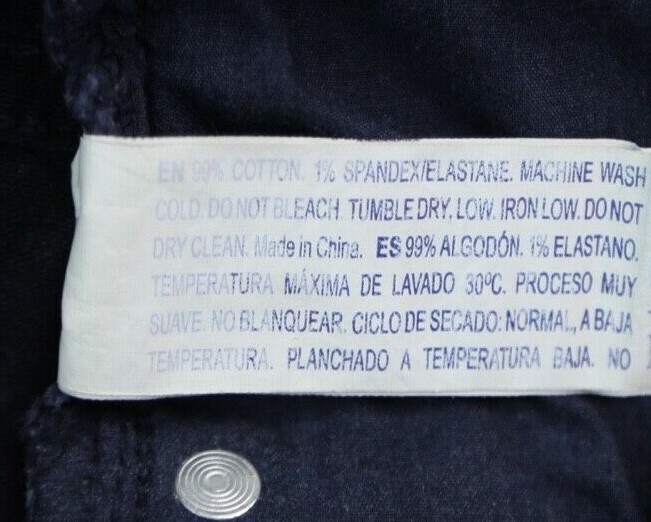 EN 99% COTTON. 1% SPANDEX/ELASTANE. MACHINE WASH
COLD. DO NOT BLEACH. TUMBLE DRY. LOW. IRON LOW. DO NOT
DRY CLEAN. Made in China. ES 99% ALGODÓN. 1% ELASTANO.
TEMPERATURA MÁXIMA DE LAVADO 30ºC. PROCESO MUY
SUAVE. NO BLANQUEAR. CICLO DE SECADO: NORMAL, A BAJA
TEMPERATURA. PLANCHADO A TEMPERATURA BAJA. NO